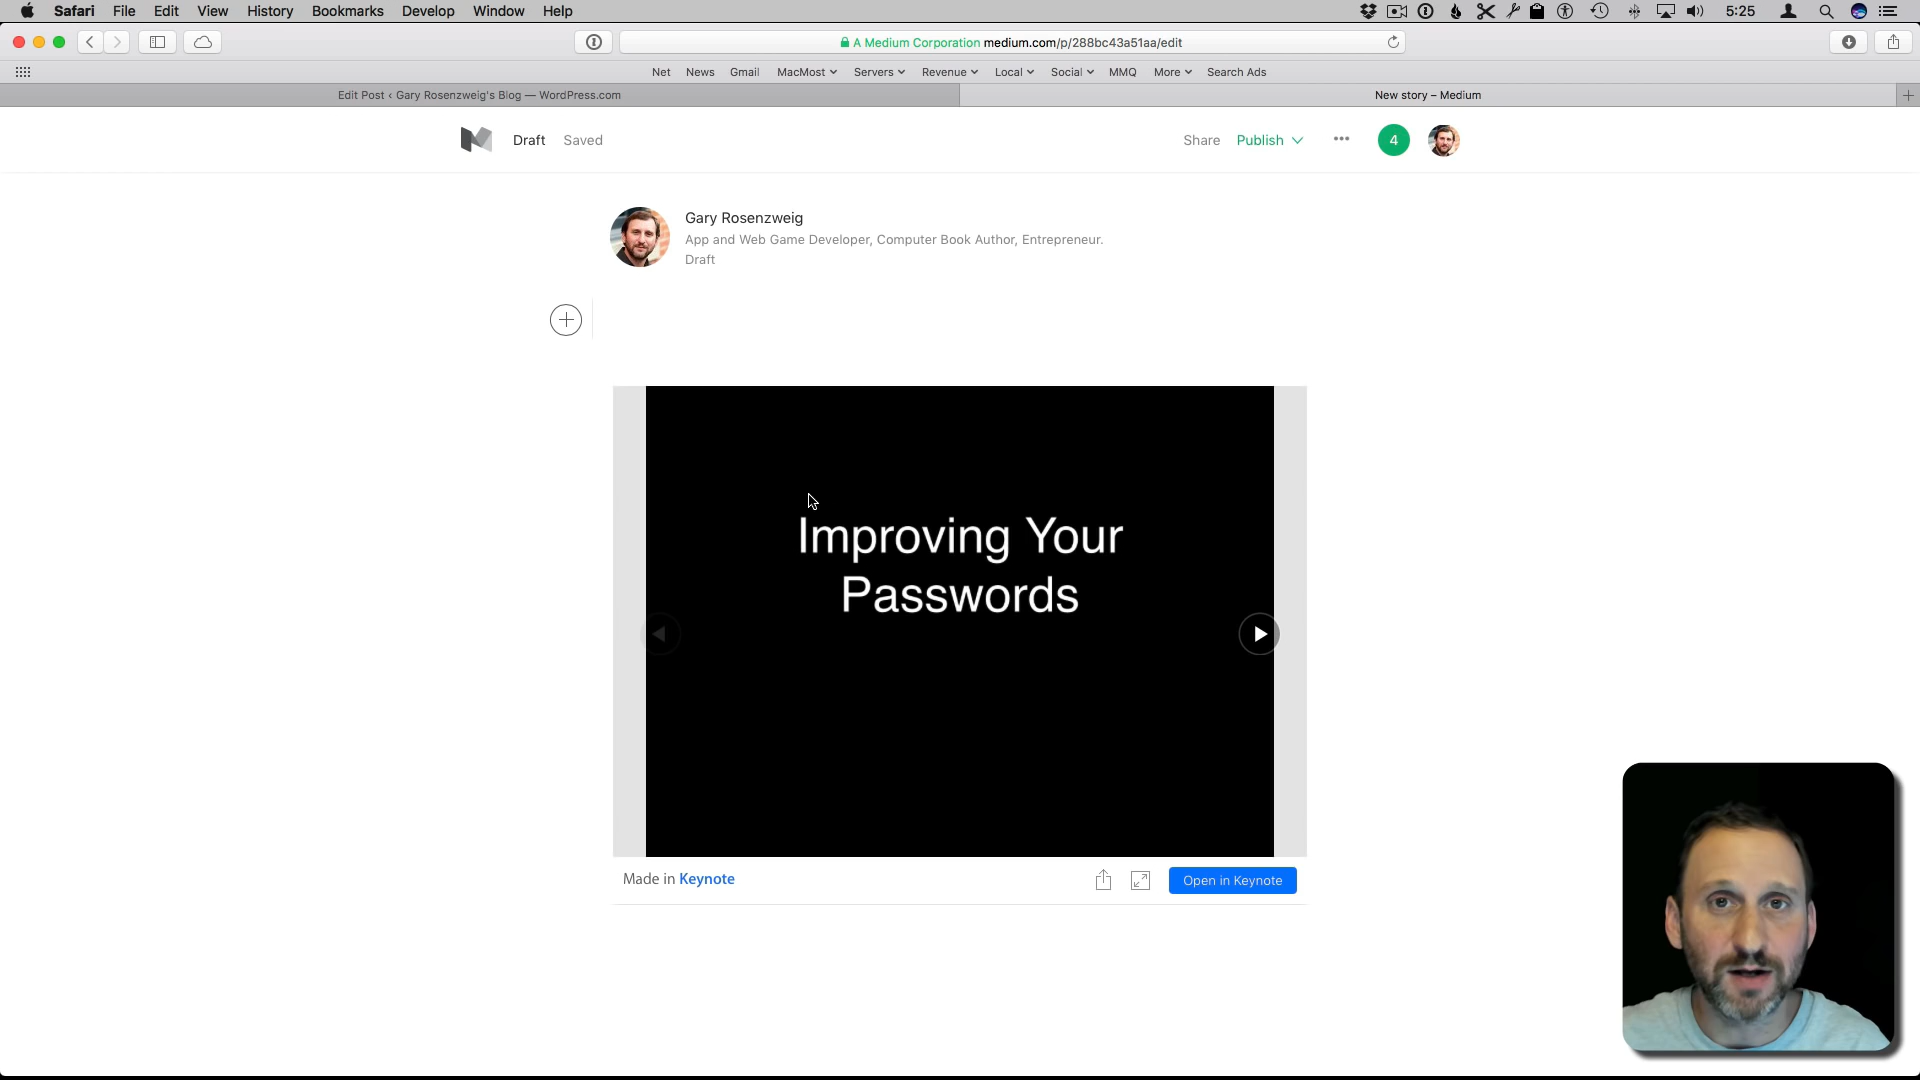 Safari File Edit View History Bookmarks Develop Window Help 5:25
A Medium Corporation medium.com/p/288bc43a51aa/edit
Net News Gmail MacMost Servers Revenue Local Social MMQ More Search Ads
Edit Post ‹ Gary Rosenzweig's Blog — WordPress.com New story – Medium
Draft Saved Share Publish 4
Gary Rosenzweig
App and Web Game Developer, Computer Book Author, Entrepreneur.
Draft
Improving Your
Passwords
Made in Keynote Open in Keynote